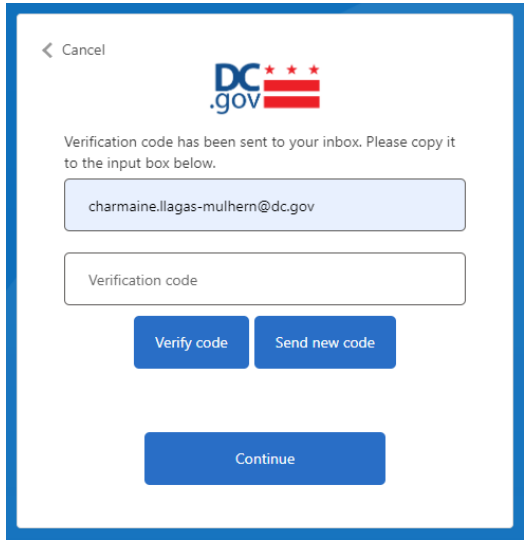 Cancel
DC
.gov
Verification code has been sent to your inbox. Please copy it
to the input box below.
charmaine.llagas-mulhern@dc.gov
Verification code
Verify code Send new code
Continue